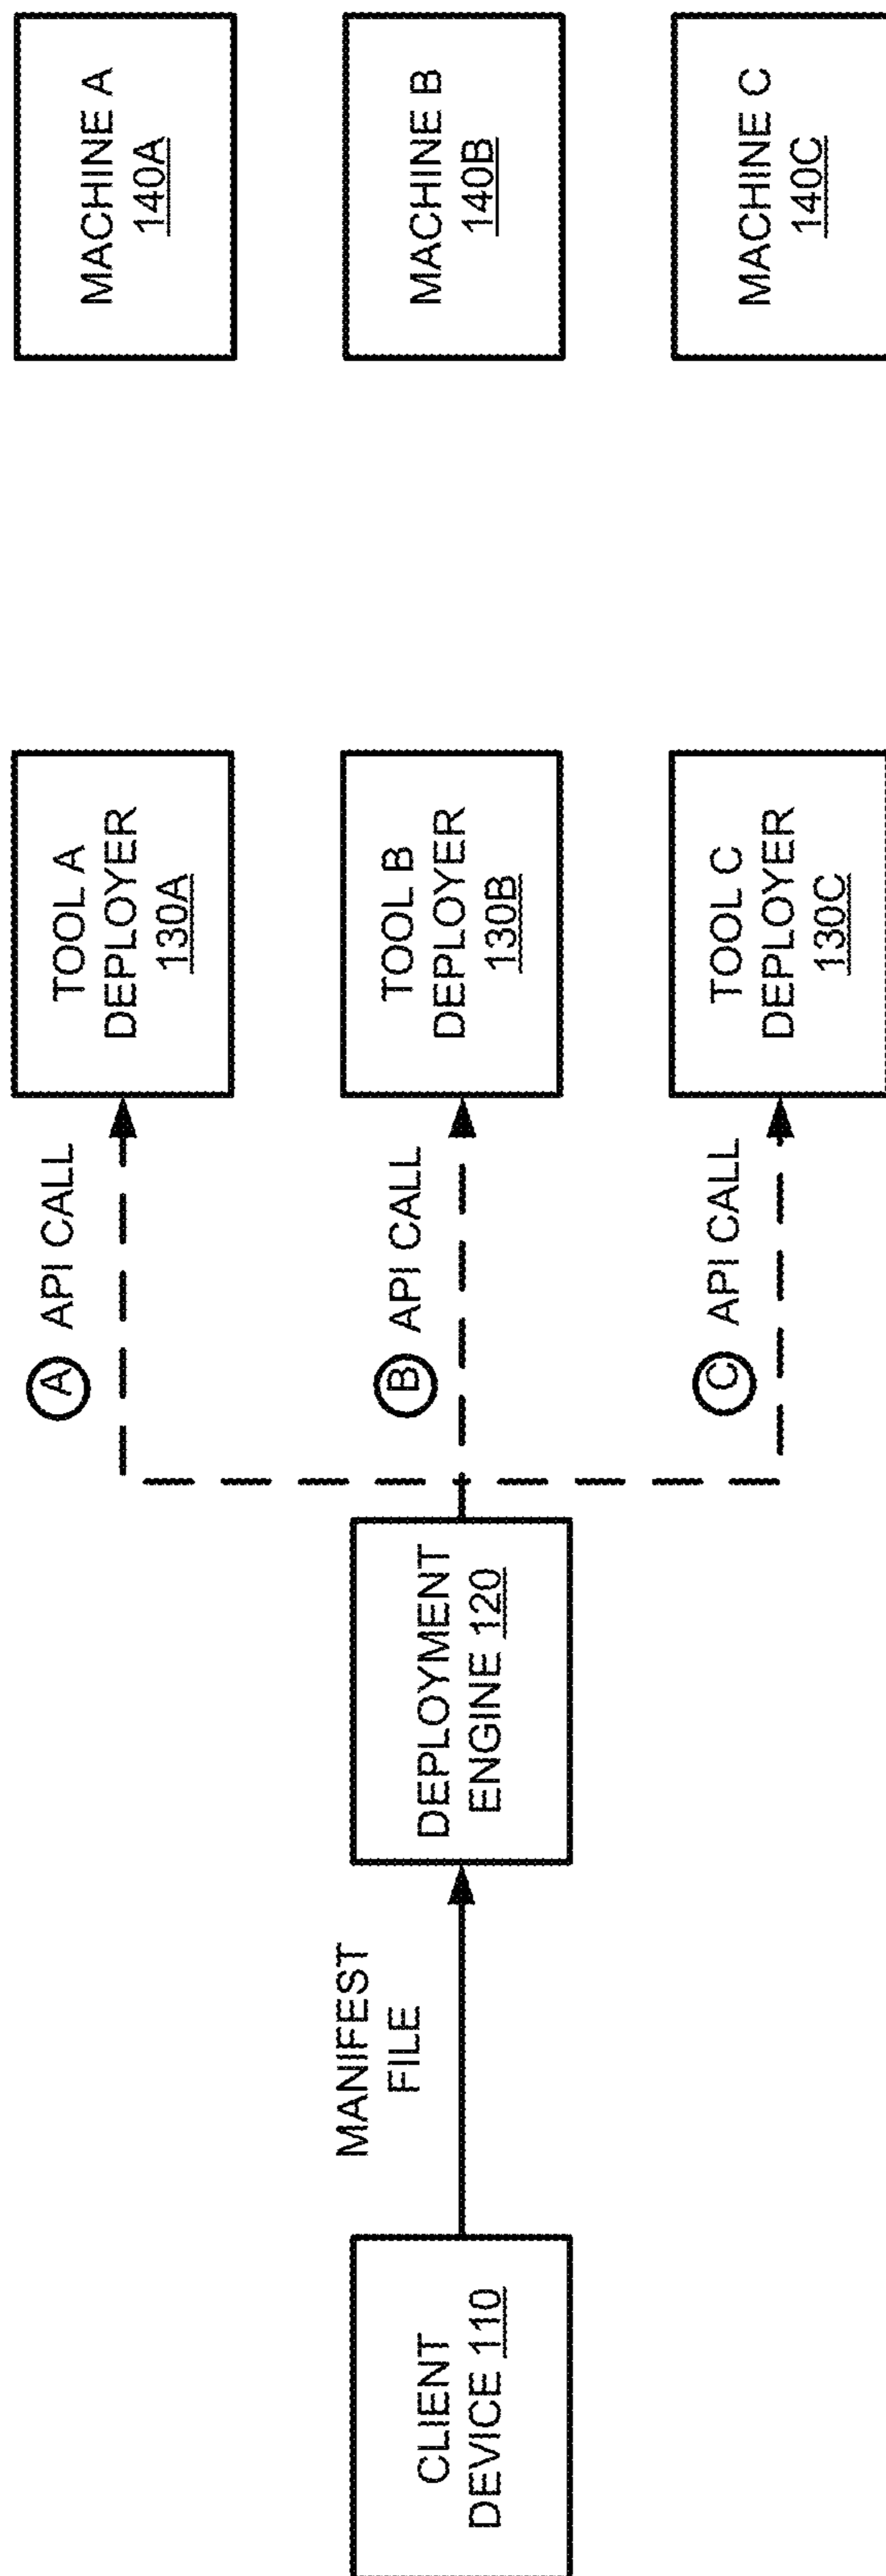 CLIENT
DEVICE 110
MANIFEST
FILE
DEPLOYMENT
ENGINE 120
A API CALL
B API CALL
C API CALL
TOOL A
DEPLOYER
130A
TOOL B
DEPLOYER
130B
TOOL C
DEPLOYER
130C
MACHINE A
140A
MACHINE B
140B
MACHINE C
140C